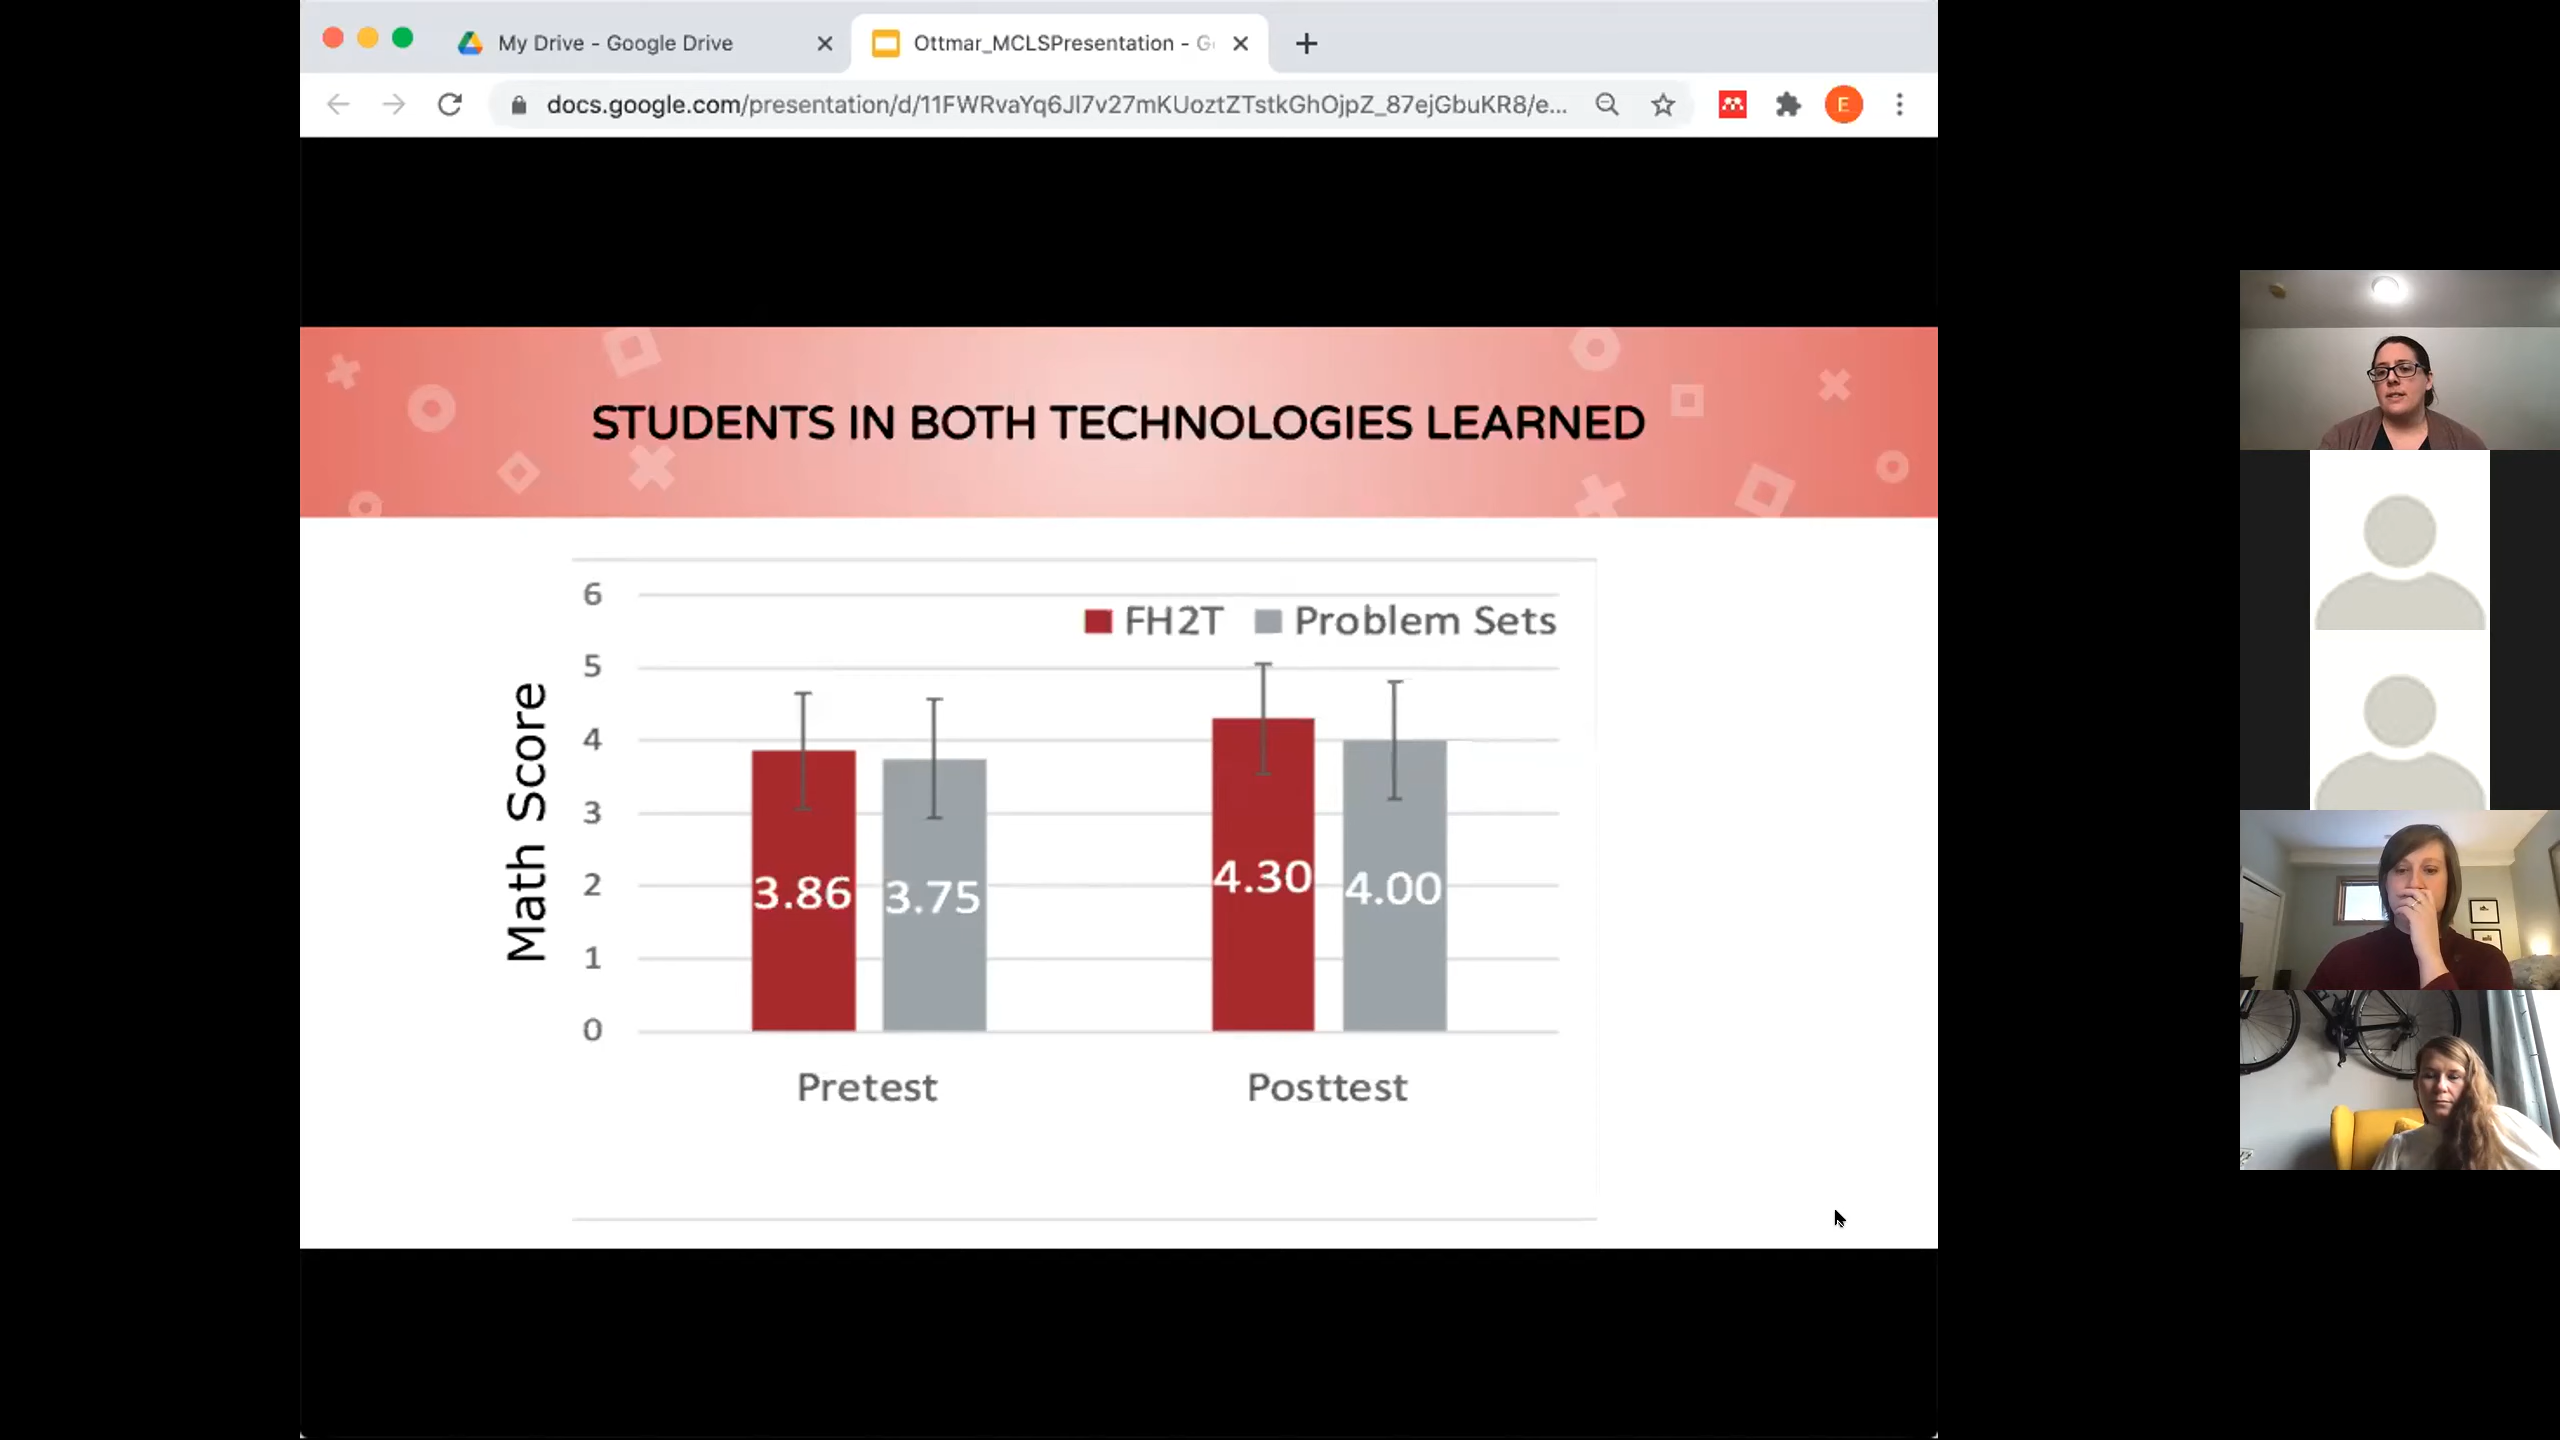 My Drive - Google Drive
Ottmar_MCLSPresentation - G
docs.google.com/presentation/d/11FWRvaYq6Jl7v27mKUoztZTstkGhOjpZ_87ejGbuKR8/e...
E
STUDENTS IN BOTH TECHNOLOGIES LEARNED
FH2T Problem Sets
Math Score
6
5
4
3
2
1
0
3.86 3.75 4.30 4.00
Pretest Posttest